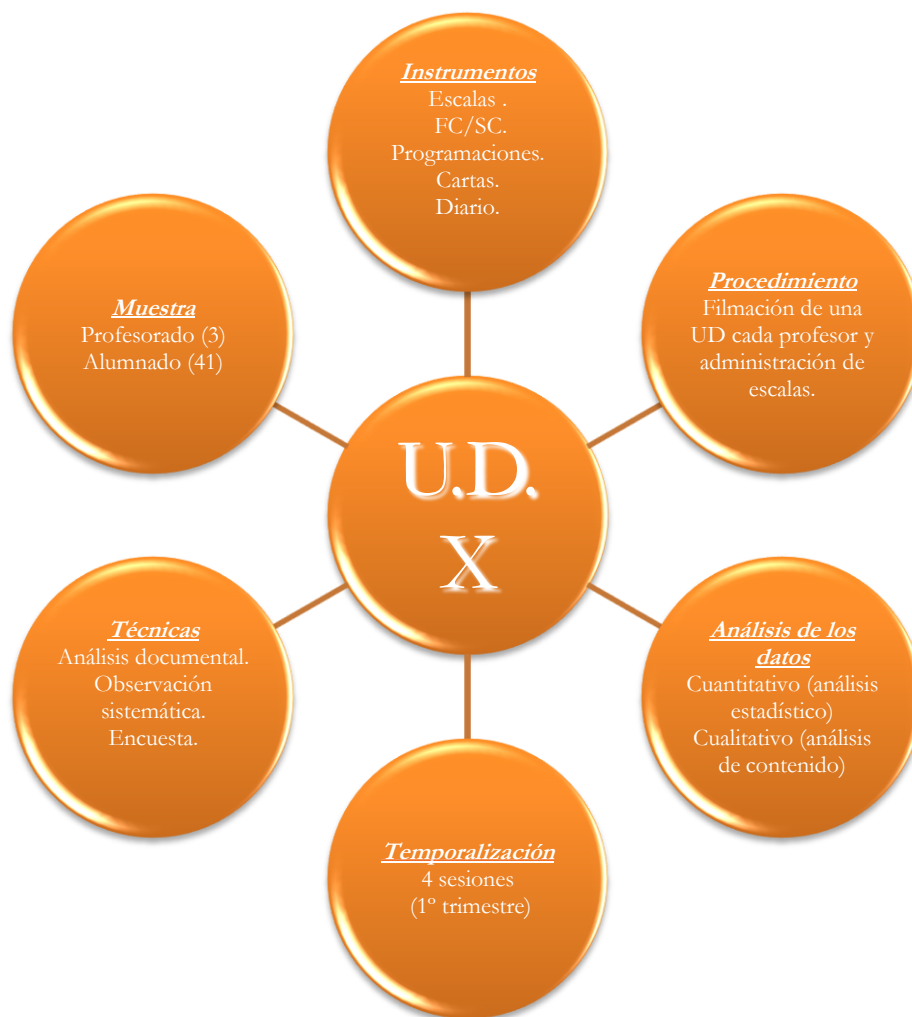 Instrumentos
Escalas .
FC/SC.
Programaciones.
Cartas.
Diario.
Muestra
Profesorado (3)
Alumnado (41)
Procedimiento
Filmación de una
UD cada profesor y
administración de
escalas.
U.D.
X
Técnicas
Análisis documental.
Observación
sistemática.
Encuesta.
Análisis de los
datos
Cuantitativo (análisis
estadístico)
Cualitativo (análisis
de contenido)
Temporalización
4 sesiones
(1º trimestre)